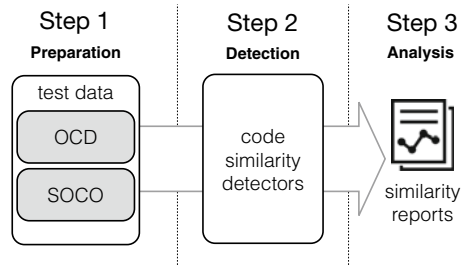 Step 1
Preparation
test data
OCD
SOCO
Step 2
Detection
code
similarity
detectors
Step 3
Analysis
similarity
reports